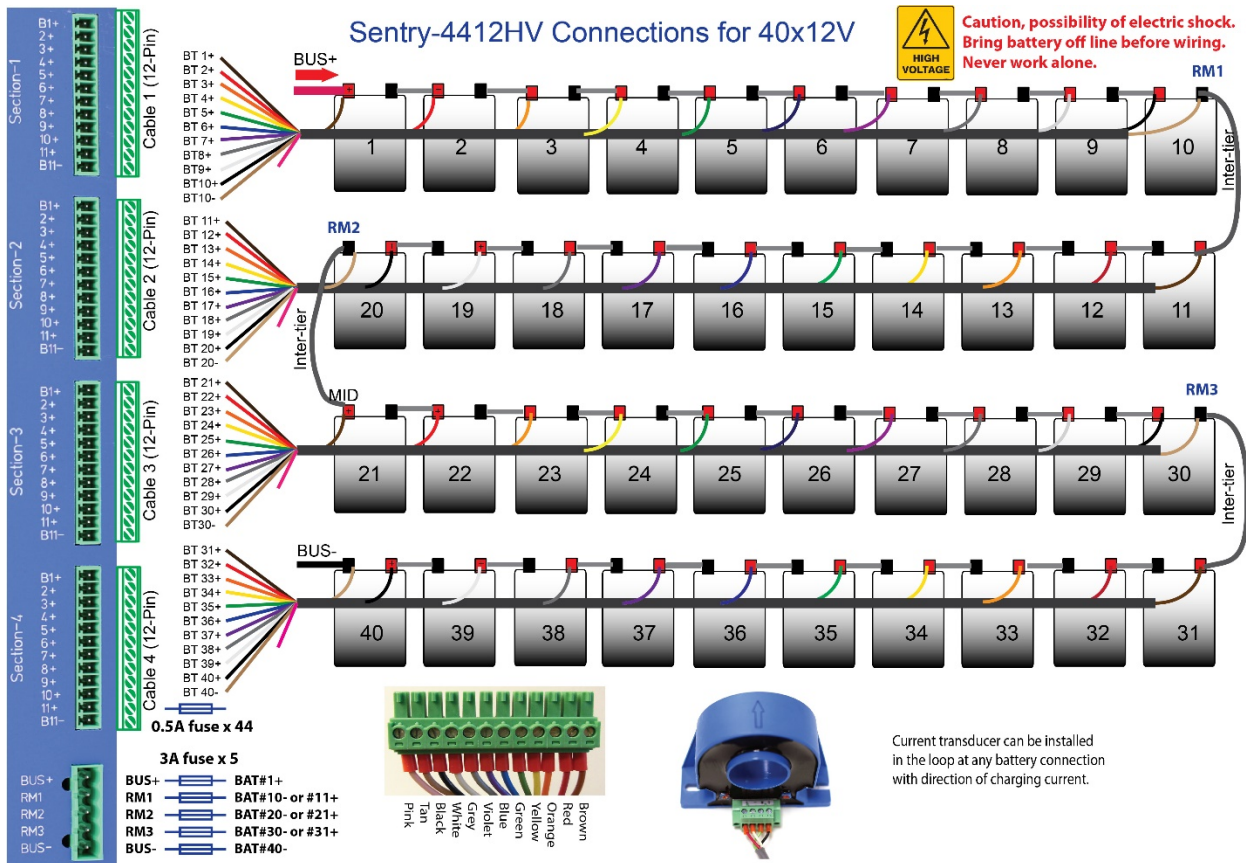 Sentry-4412HV Connections for 40x12V
HIGH
VOLTAGE
Caution, possibility of electric shock.
Bring battery off line before wiring.
Never work alone.
Section-1
B1+
2+
3+
4+
5+
6+
7+
8+
9+
10+
11+
B11-
Cable 1 (12-Pin)
BT 1+
BT 2+
BT 3+
BT 4+
BT 5+
BT 6+
BT 7+
BT8+
BT9+
BT10+
BT10-
BUS+
RM1
1 2 3 4 5 6 7 8 9 10
Inter-tier
Section-2
B1+
2+
3+
4+
5+
6+
7+
8+
9+
10+
11+
B11-
Cable 2 (12-Pin)
BT 11+
BT 12+
BT 13+
BT 14+
BT 15+
BT 16+
BT 17+
BT 18+
BT 19+
BT 20+
BT 20-
RM2
20 19 18 17 16 15 14 13 12 11
Inter-tier
Section-3
B1+
2+
3+
4+
5+
6+
7+
8+
9+
10+
11+
B11-
Cable 3 (12-Pin)
BT 21+
BT 22+
BT 23+
BT 24+
BT 25+
BT 26+
BT 27+
BT 28+
BT 29+
BT 30+
BT30-
MID
RM3
21 22 23 24 25 26 27 28 29 30
Inter-tier
Section-4
B1+
2+
3+
4+
5+
6+
7+
8+
9+
10+
11+
B11-
Cable 4 (12-Pin)
BT 31+
BT 32+
BT 33+
BT 34+
BT 35+
BT 36+
BT 37+
BT 38+
BT 39+
BT 40+
BT 40-
BUS-
40 39 38 37 36 35 34 33 32 31
0.5A fuse x 44
3A fuse x 5
BUS+
RM1
RM2
RM3
BUS-
BUS+ BAT#1+
RM1 BAT#10- or #11+
RM2 BAT#20- or #21+
RM3 BAT#30- or #31+
BUS- BAT#40-
Pink
Tan
Black
White
Grey
Violet
Blue
Green
Yellow
Orange
Red
Brown
Current transducer can be installed
in the loop at any battery connection
with direction of charging current.